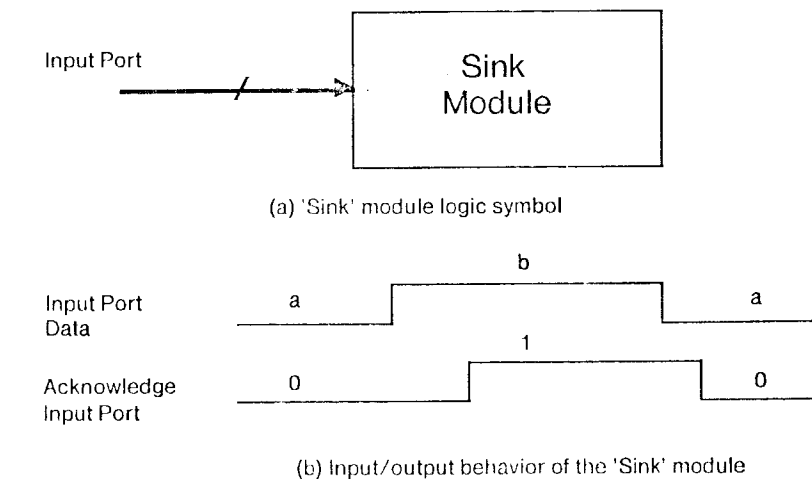 Input Port
Sink
Module
(a) 'Sink' module logic symbol
b
Input Port
Data
a
a
1
Acknowledge
Input Port
0
0
(b) Input/output behavior of the 'Sink' module